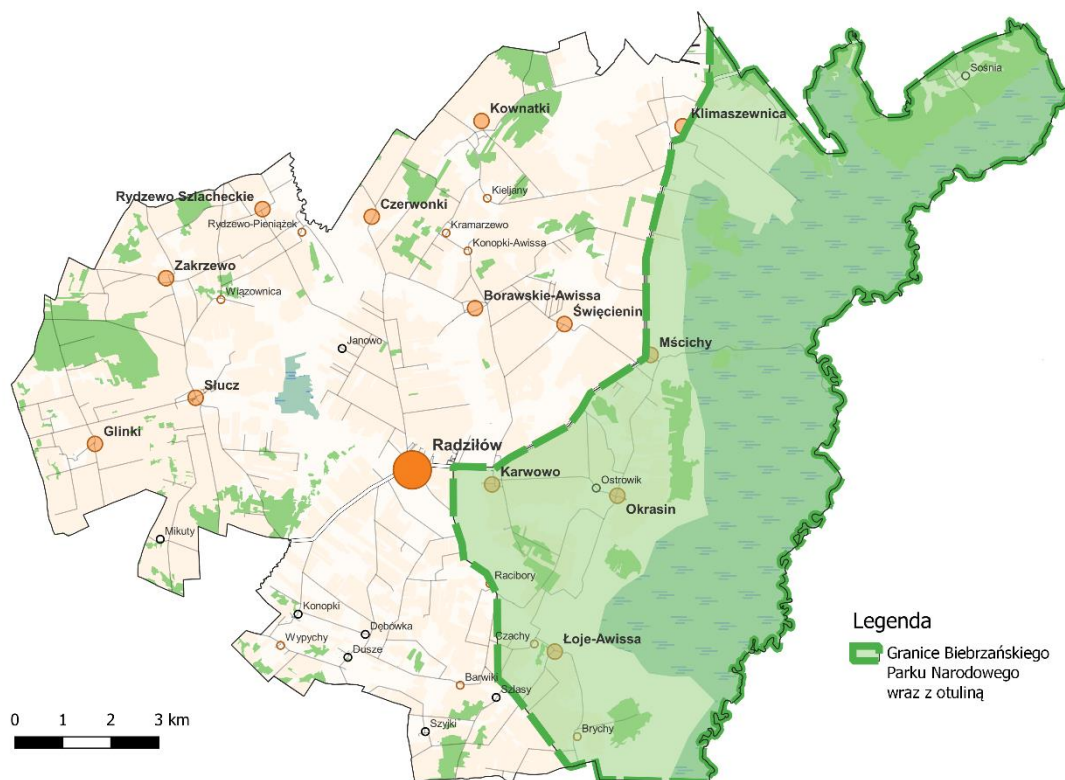 Sośnia
Kownatki
Klimaszewnica
Kieljany
Rydzewo Szlacheckie
Rydzewo-Pieniążek
Czerwonki
Kramarzewo
Konopki-Awissa
Zakrzewo
Wiązownica
Borawskie-Awissa
Święcienin
Janowo
Mścichy
Słucz
Glinki
Radziłów
Karwowo
Ostrowik
Okrasin
Mikuty
Racibory
Konopki
Dębówka
Wypychy
Dusze
Czachy
Łoje-Awissa
Barwiki
Szlasy
Szyjki
Brychy
Legenda
Granice Biebrzańskiego
Parku Narodowego
wraz z otuliną
0 1 2 3 km